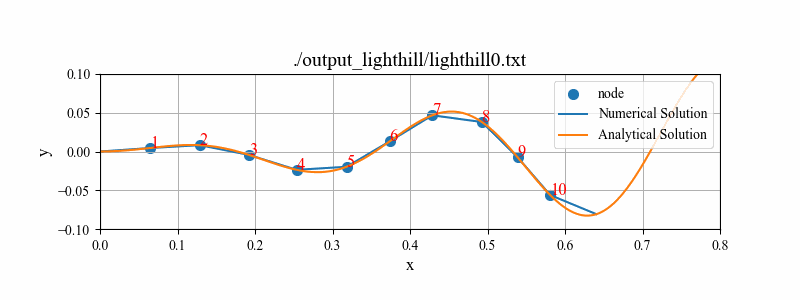 ./output_lighthill/lighthill0.txt
y
0.10
0.05
0.00
−0.05
−0.10
1
2
3
4
5
6
7
8
9
10
node
Numerical Solution
Analytical Solution
0.0 0.1 0.2 0.3 0.4 0.5 0.6 0.7 0.8
x